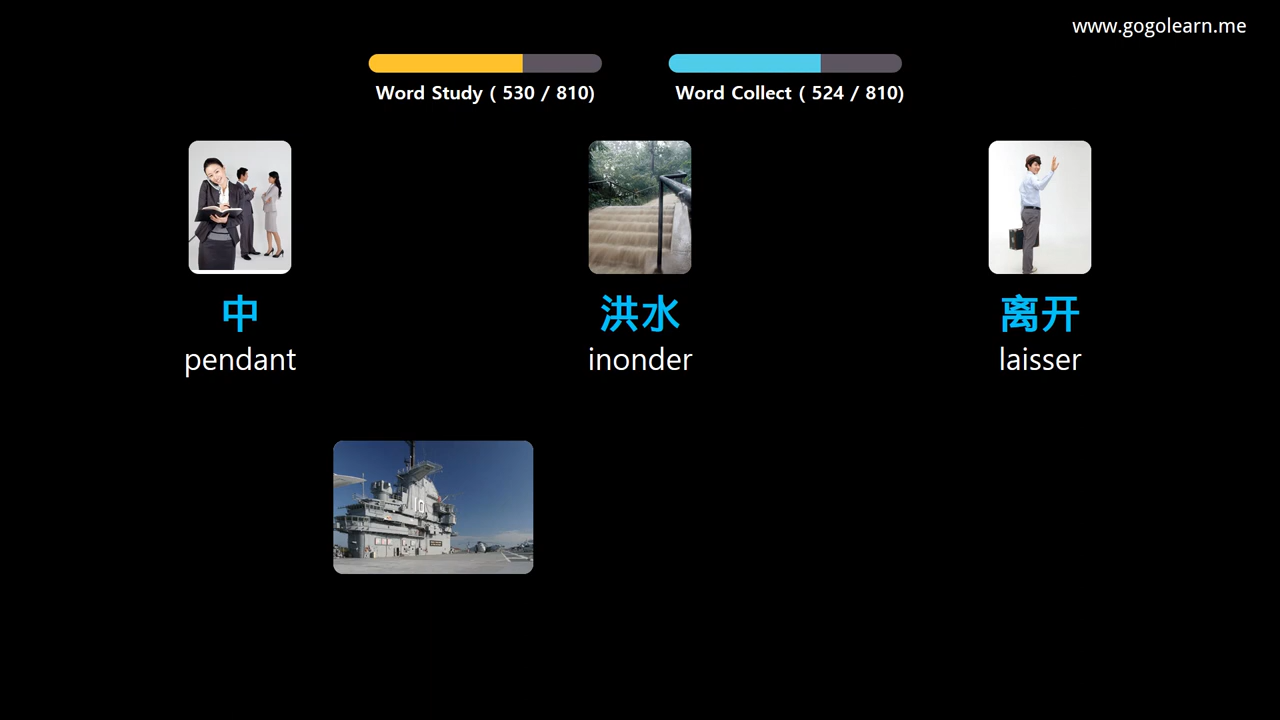 www.gogolearn.me
Word Study ( 530 / 810)
Word Collect ( 524 / 810)
中
pendant
洪水
inonder
离开
laisser
10